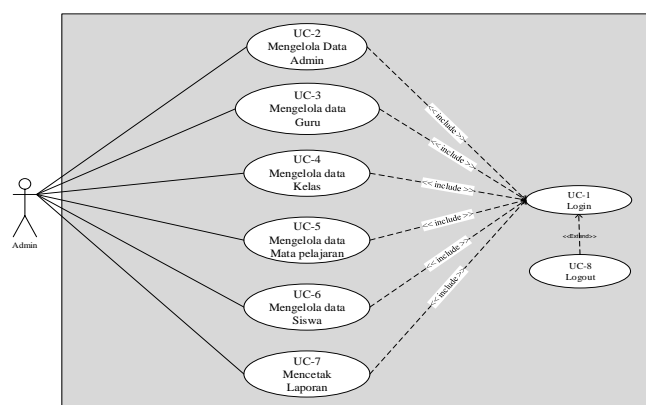 UC-2
Mengelola Data
Admin
UC-3
Mengelola data
Guru
UC-4
Mengelola data
Kelas
UC-5
Mengelola data
Mata pelajaran
UC-6
Mengelola data
Siswa
UC-7
Mencetak
Laporan
Admin
<< include >>
<< include >>
<< include >>
<< include >>
<< include >>
<< include >>
UC-1
Login
<<Extend>>
UC-8
Logout